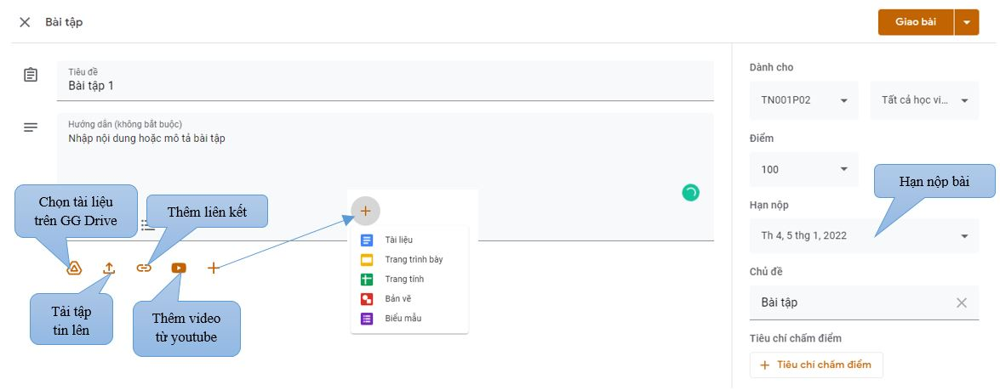 Bài tập
Giao bài
Tiêu đề
Bài tập 1
Hướng dẫn (không bắt buộc)
Nhập nội dung hoặc mô tả bài tập
Chọn tài liệu
trên GG Drive
Thêm liên kết
Tải tập
tin lên
Thêm video
từ youtube
Tài liệu
Trang trình bày
Trang tính
Bản vẽ
Biểu mẫu
Dành cho
TN001P02
Tất cả học vi...
Điểm
100
Hạn nộp bài
Hạn nộp
Th 4, 5 thg 1, 2022
Chủ đề
Bài tập
Tiêu chí chấm điểm
Tiêu chí chấm điểm